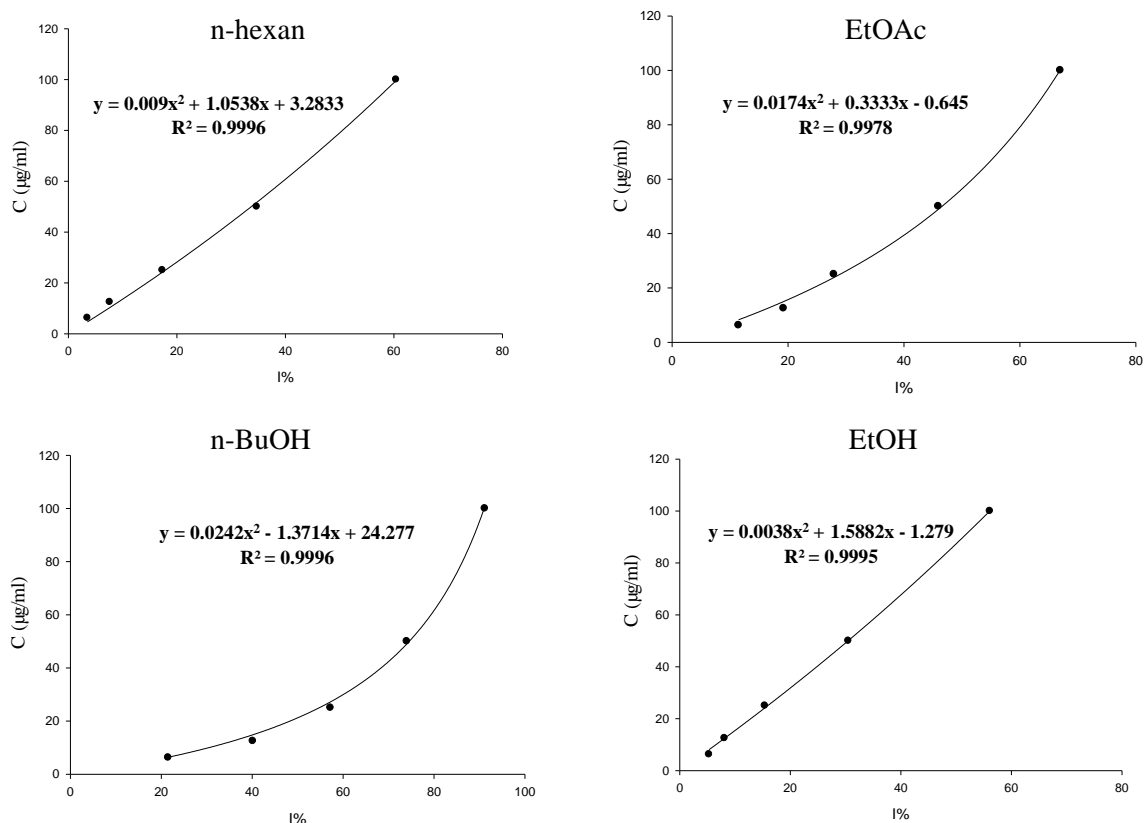 n-hexan
y = 0.009x² + 1.0538x + 3.2833
R² = 0.9996
C (µg/ml)
120
100
80
60
40
20
0
0 20 40 60 80
I%
EtOAc
y = 0.0174x² + 0.3333x - 0.645
R² = 0.9978
C (µg/ml)
120
100
80
60
40
20
0
0 20 40 60 80
I%
n-BuOH
y = 0.0242x² - 1.3714x + 24.277
R² = 0.9996
C (µg/ml)
120
100
80
60
40
20
0
0 20 40 60 80 100
I%
EtOH
y = 0.0038x² + 1.5882x - 1.279
R² = 0.9995
C (µg/ml)
120
100
80
60
40
20
0
0 20 40 60 80
I%